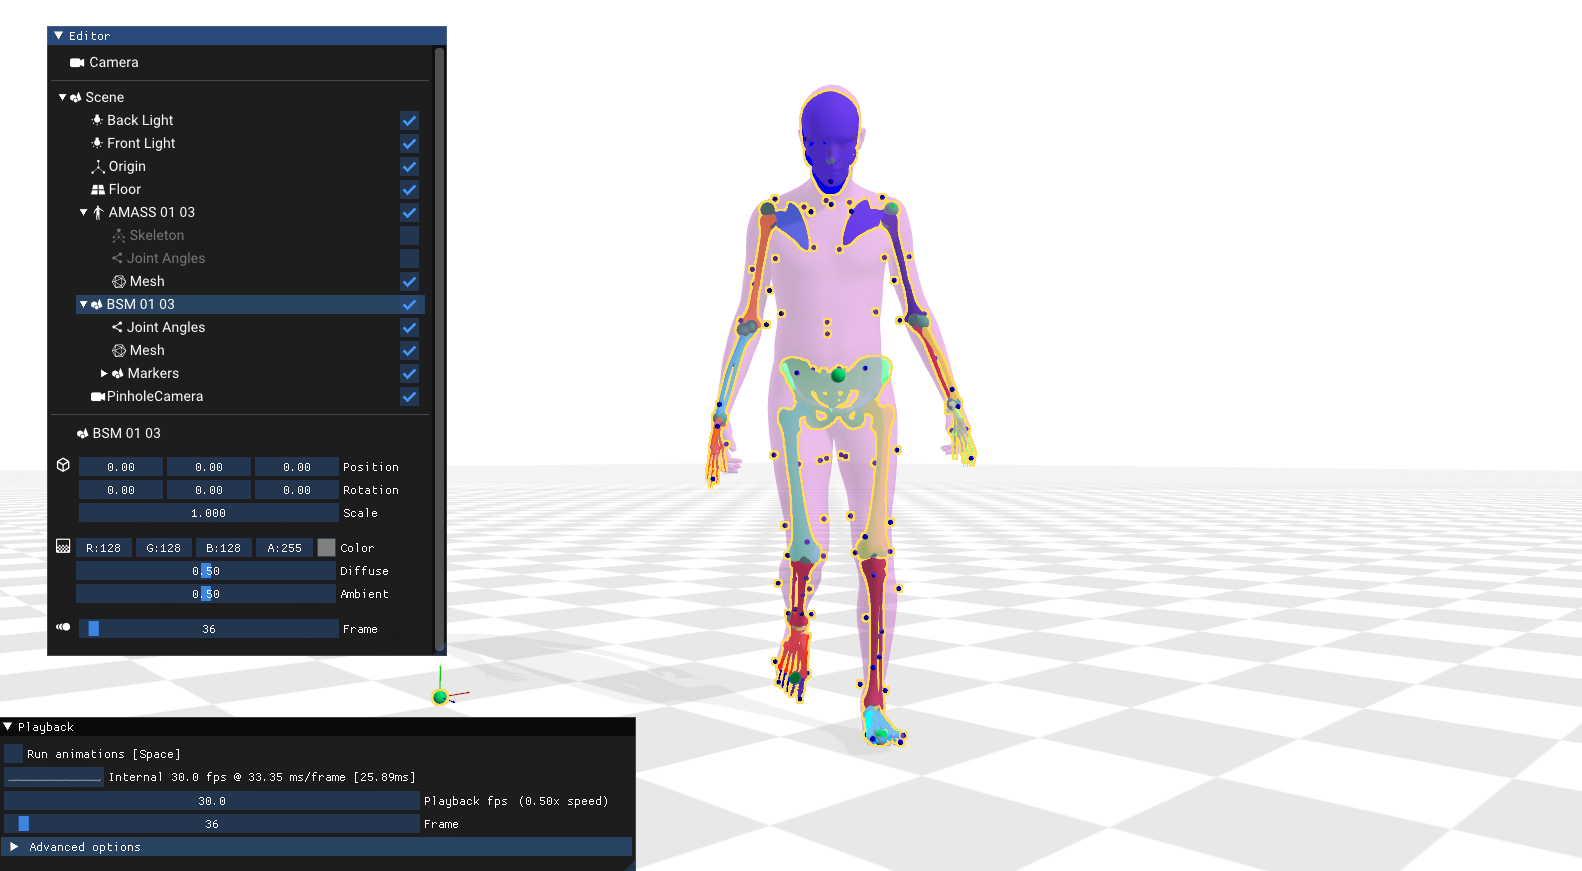 Editor
Camera
Scene
Back Light
Front Light
Origin
Floor
AMASS 01 03
Skeleton
Joint Angles
Mesh
BSM 01 03
Joint Angles
Mesh
Markers
PinholeCamera
BSM 01 03
0.00 0.00 0.00 Position
0.00 0.00 0.00 Rotation
1.000 Scale
R:128 G:128 B:128 A:255 Color
0.50 Diffuse
0.50 Ambient
36 Frame
Playback
Run animations [Space]
Internal 30.0 fps @ 33.35 ms/frame [25.89ms]
30.0 Playback fps (0.50x speed)
36 Frame
Advanced options